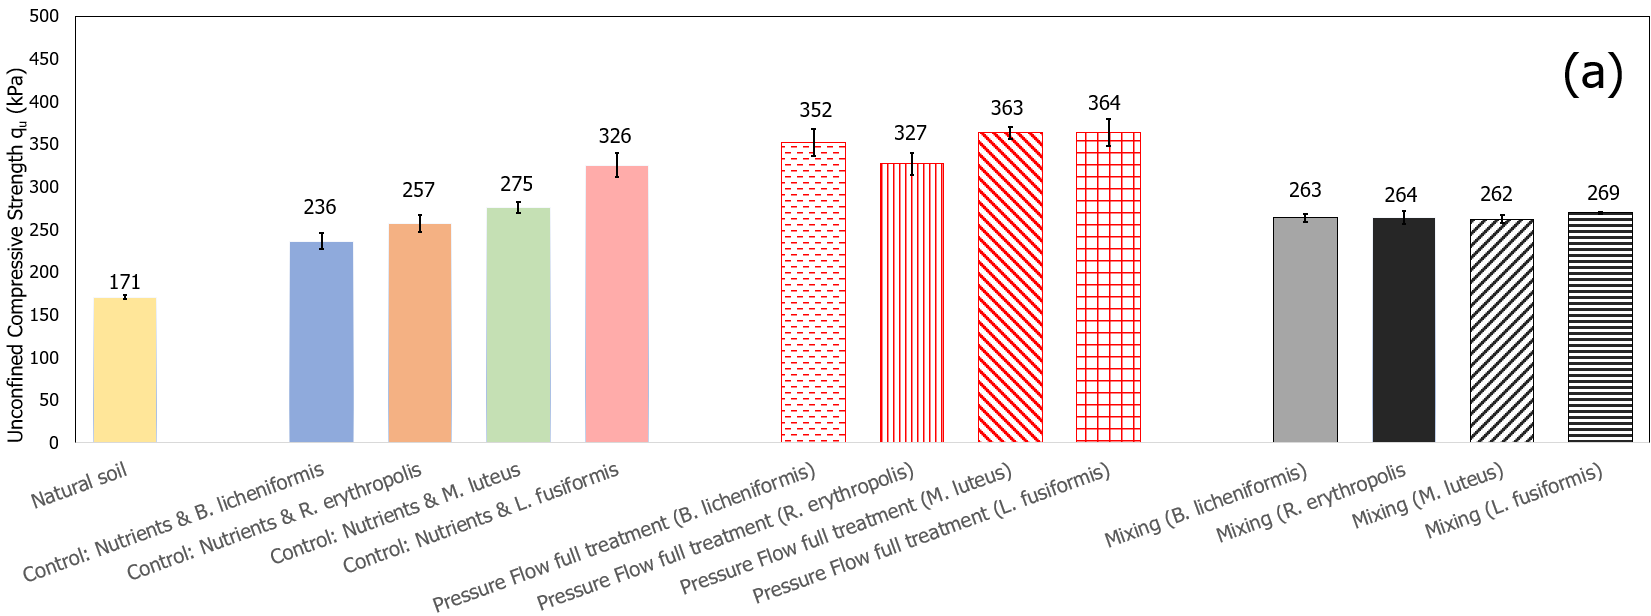 500
450
400
350
300
250
200
150
100
50
0
Unconfined Compressive Strength qu (kPa)
(a)
171
236
257
275
326
352
327
363
364
263
264
262
269
Natural soil
Control: Nutrients & B. licheniformis
Control: Nutrients & R. erythropolis
Control: Nutrients & M. luteus
Control: Nutrients & L. fusiformis
Pressure Flow full treatment (B. licheniformis)
Pressure Flow full treatment (R. erythropolis)
Pressure Flow full treatment (M. luteus)
Pressure Flow full treatment (L. fusiformis)
Mixing (B. licheniformis)
Mixing (R. erythropolis
Mixing (M. luteus)
Mixing (L. fusiformis)